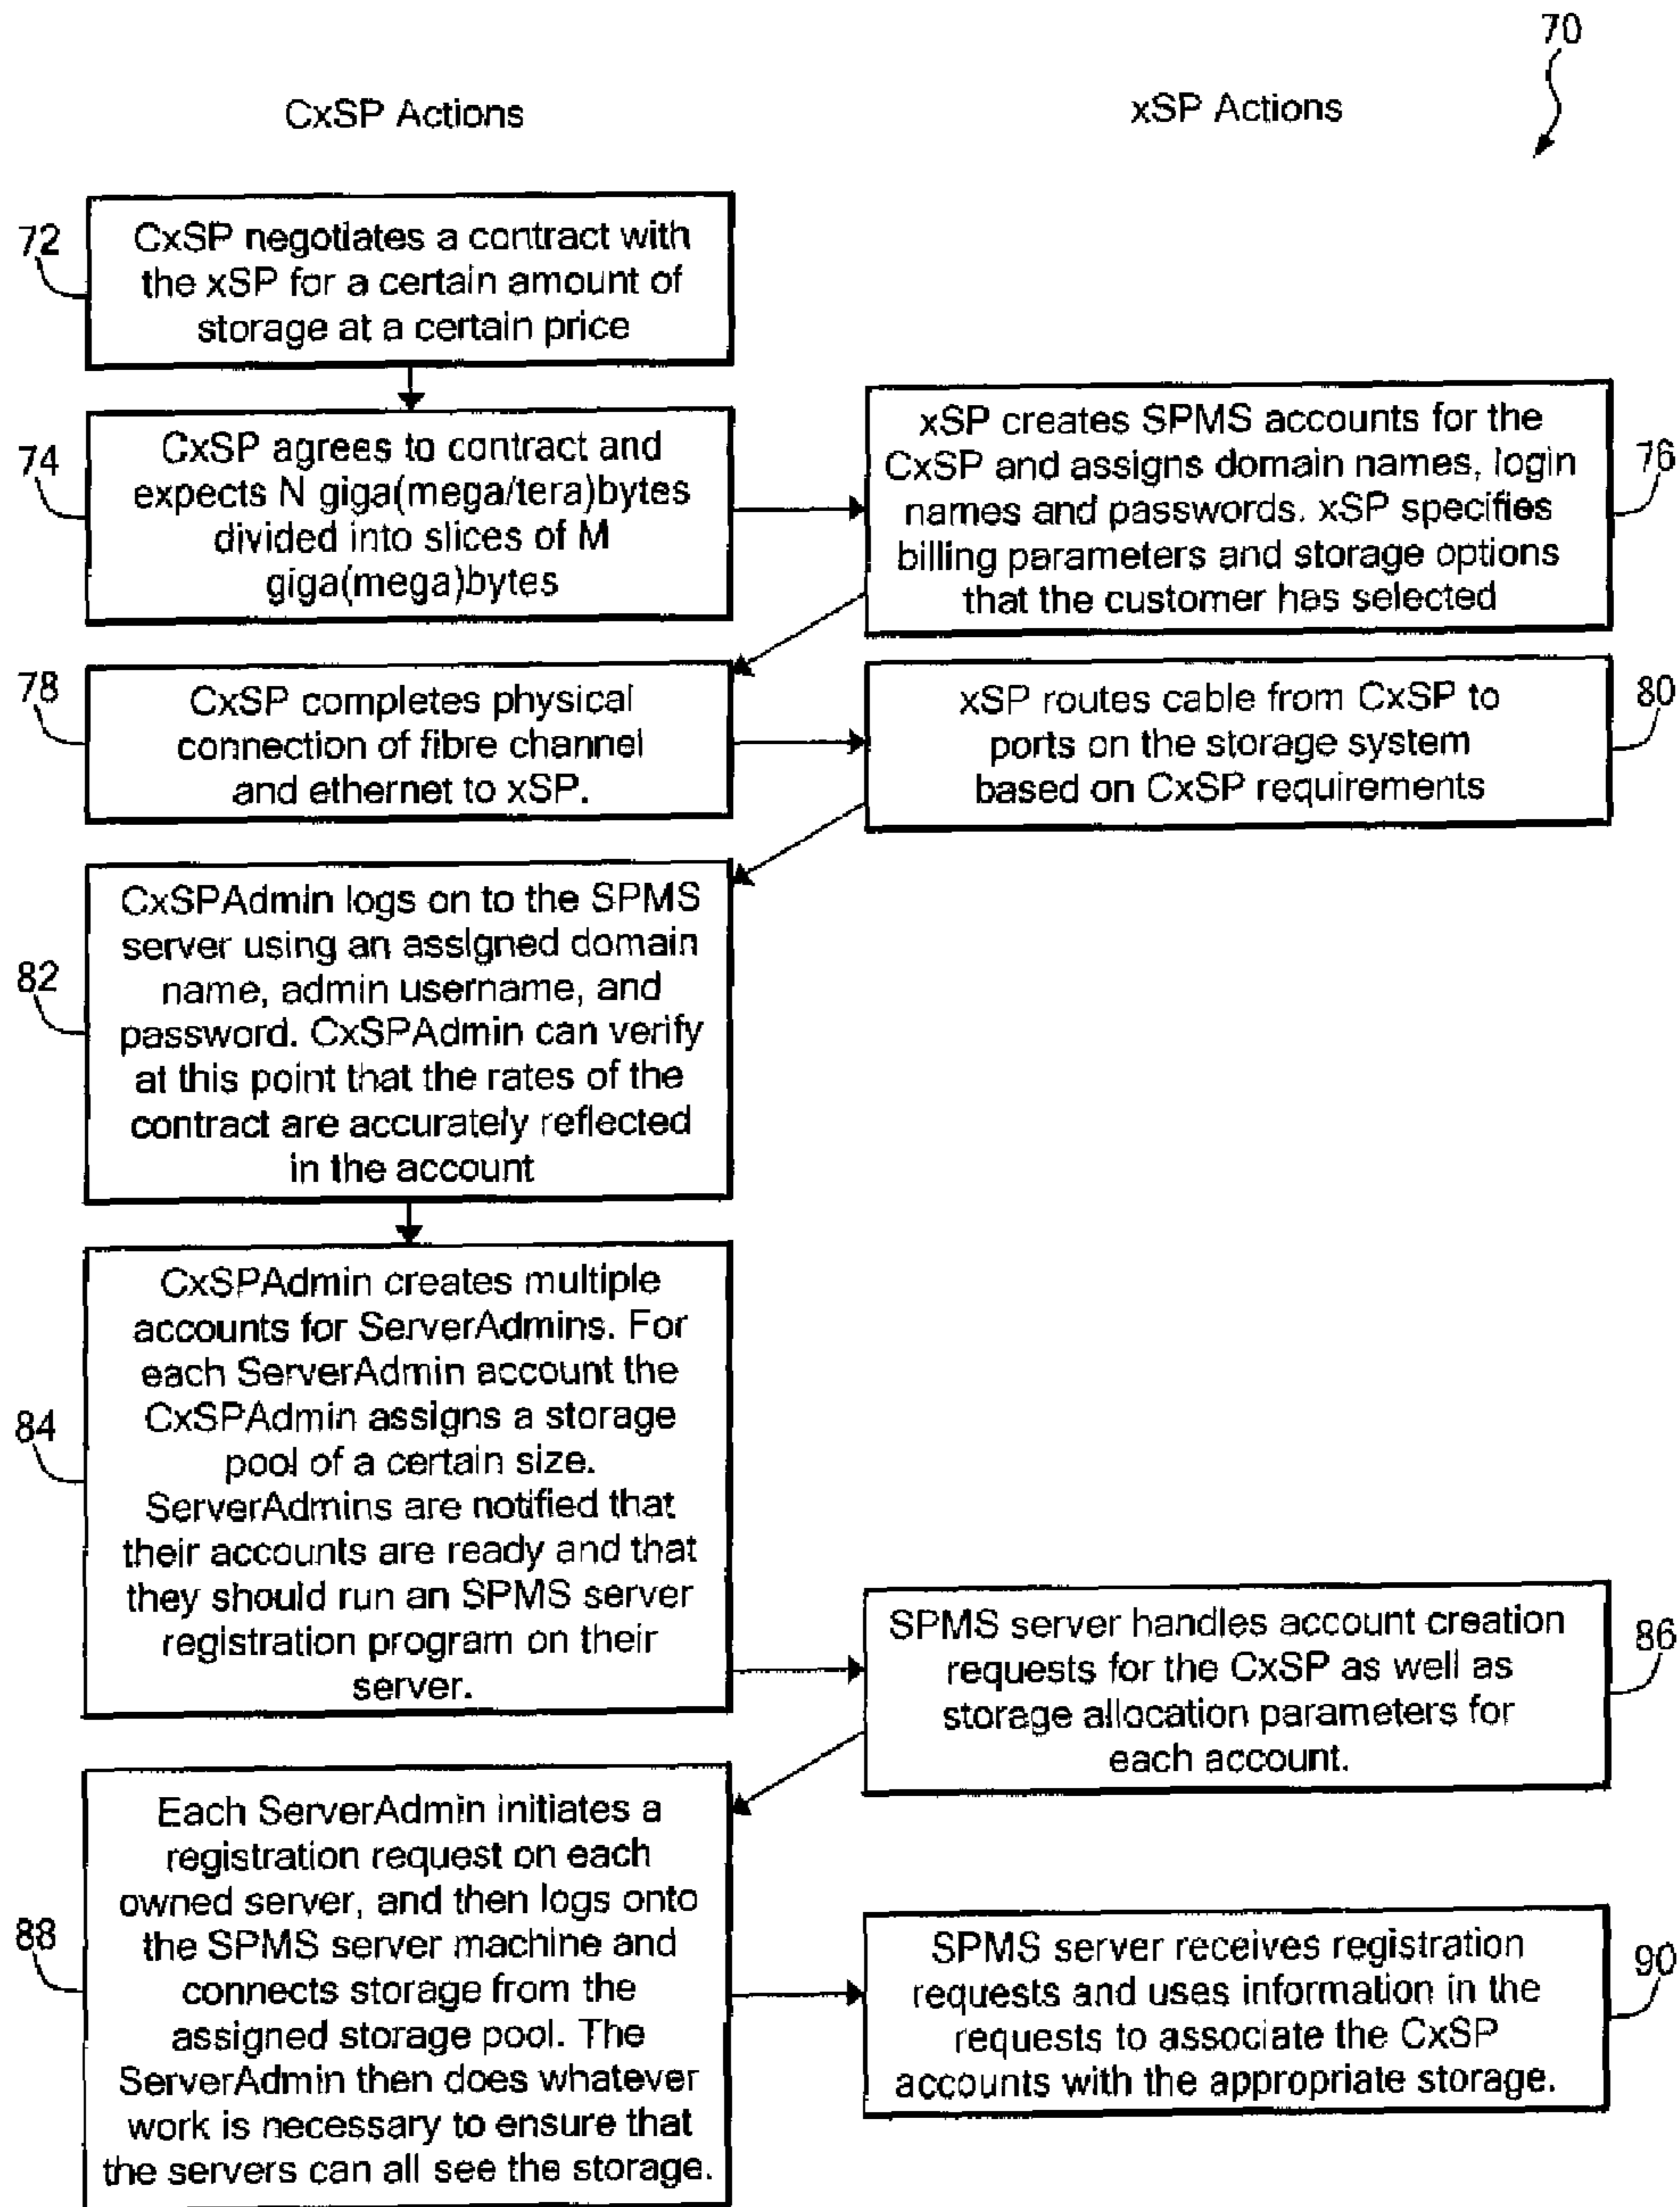 70
CxSP Actions
xSP Actions
72
CxSP negotiates a contract with
the xSP for a certain amount of
storage at a certain price
74
CxSP agrees to contract and
expects N giga(mega/tera)bytes
divided into slices of M
giga(mega)bytes
xSP creates SPMS accounts for the
CxSP and assigns domain names, login
names and passwords. xSP specifies
billing parameters and storage options
that the customer has selected
76
78
CxSP completes physical
connection of fibre channel
and ethernet to xSP.
xSP routes cable from CxSP to
ports on the storage system
based on CxSP requirements
80
82
CxSPAdmin logs on to the SPMS
server using an assigned domain
name, admin username, and
password. CxSPAdmin can verify
at this point that the rates of the
contract are accurately reflected
in the account
84
CxSPAdmin creates multiple
accounts for ServerAdmins. For
each ServerAdmin account the
CxSPAdmin assigns a storage
pool of a certain size.
ServerAdmins are notified that
their accounts are ready and that
they should run an SPMS server
registration program on their
server.
SPMS server handles account creation
requests for the CxSP as well as
storage allocation parameters for
each account.
86
88
Each ServerAdmin initiates a
registration request on each
owned server, and then logs onto
the SPMS server machine and
connects storage from the
assigned storage pool. The
ServerAdmin then does whatever
work is necessary to ensure that
the servers can all see the storage.
SPMS server receives registration
requests and uses information in the
requests to associate the CxSP
accounts with the appropriate storage.
90